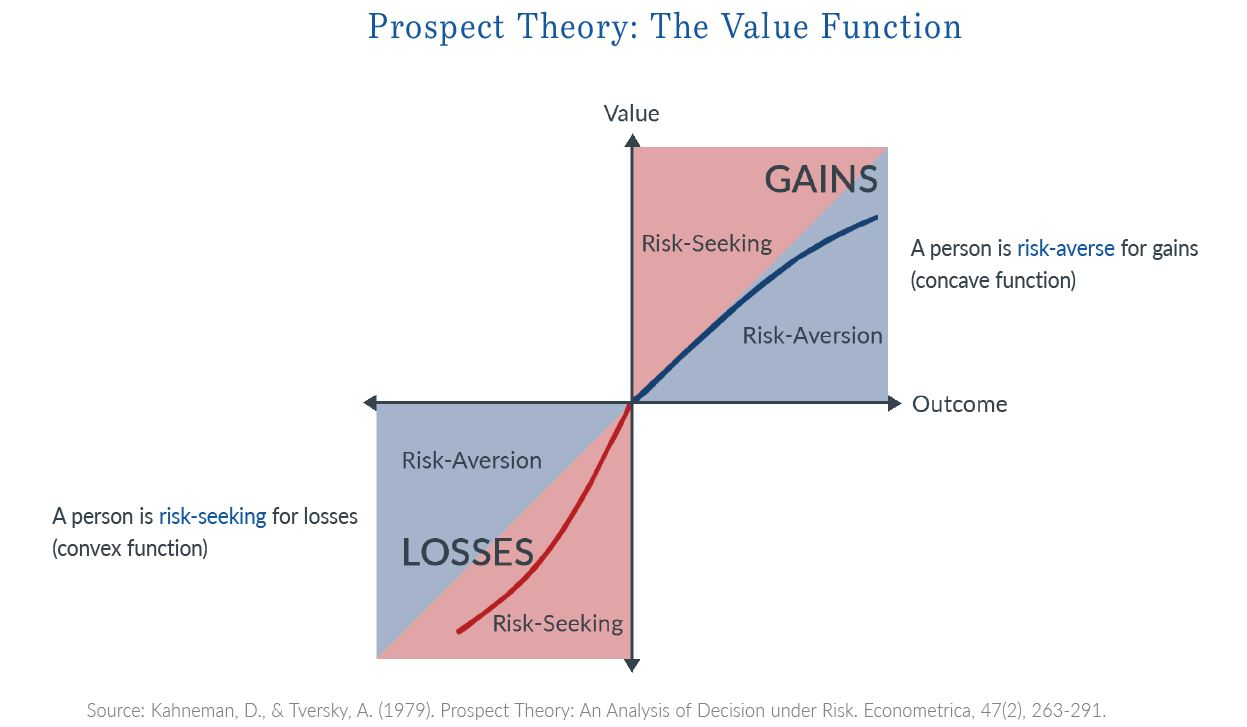 Prospect Theory: The Value Function
Value
GAINS
Risk-Seeking
A person is risk-averse for gains
(concave function)
Risk-Aversion
Outcome
Risk-Aversion
A person is risk-seeking for losses
(convex function)
LOSSES
Risk-Seeking
Source: Kahneman, D., & Tversky, A. (1979). Prospect Theory: An Analysis of Decision under Risk. Econometrica, 47(2), 263-291.